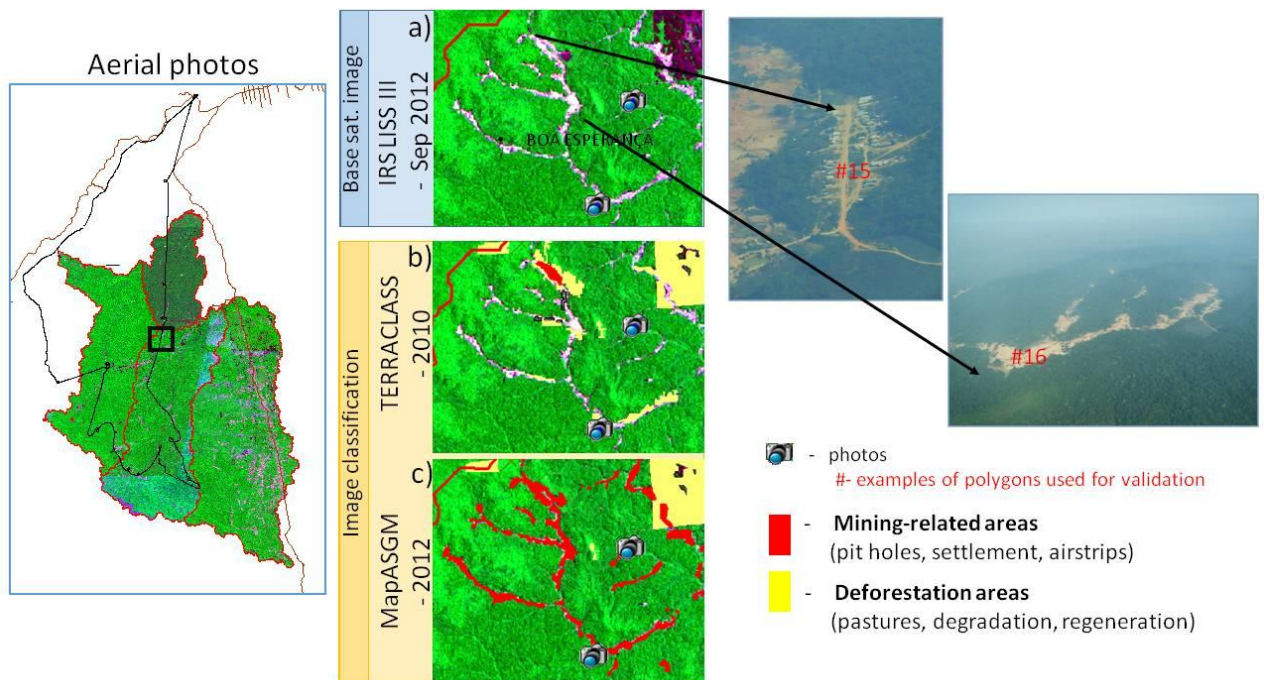 Aerial photos
Base sat. image
IRS LISS III
- Sep 2012
a)
BOA ESPERANÇA
#15
#16
Image classification
TERRACLASS
- 2010
b)
MapASGM
- 2012
c)
- photos
#- examples of polygons used for validation
- Mining-related areas
(pit holes, settlement, airstrips)
- Deforestation areas
(pastures, degradation, regeneration)